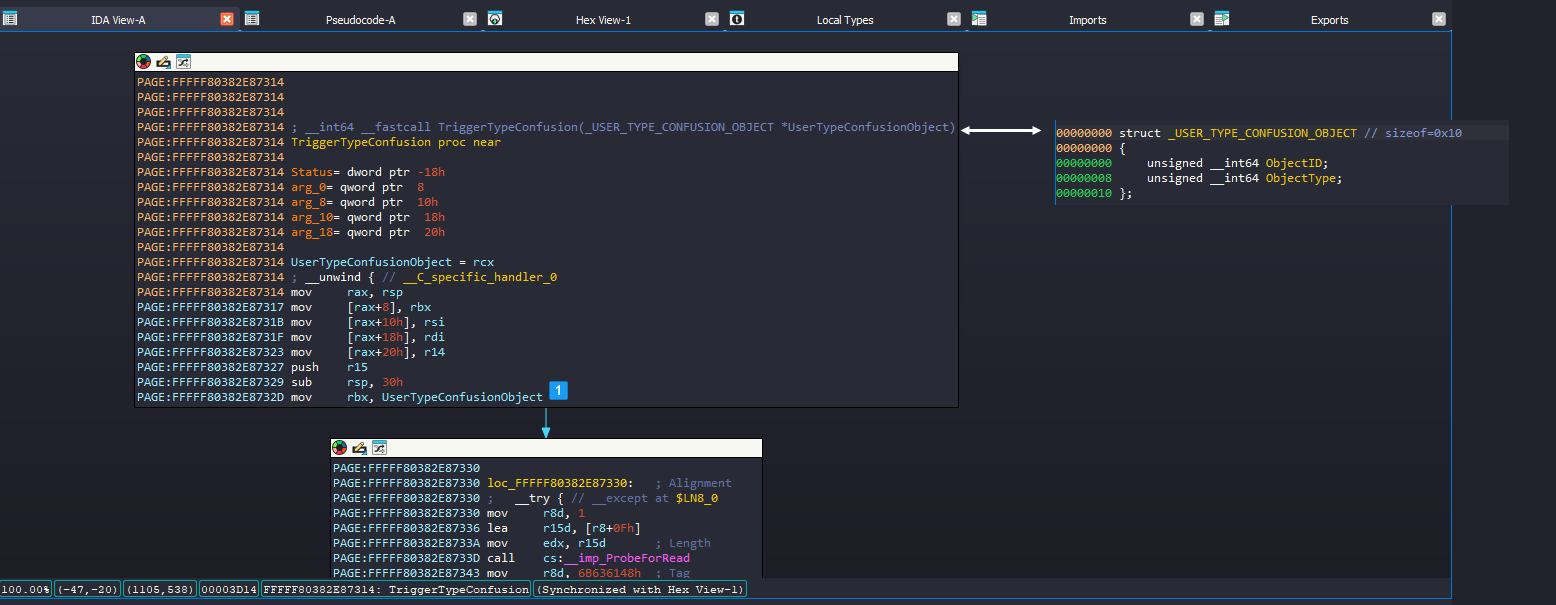 IDA View-A Pseudocode-A Hex View-1 Local Types Imports Exports
PAGE:FFFFF80382E87314
PAGE:FFFFF80382E87314
PAGE:FFFFF80382E87314
PAGE:FFFFF80382E87314 ; __int64 __fastcall TriggerTypeConfusion(_USER_TYPE_CONFUSION_OBJECT *UserTypeConfusionObject)
PAGE:FFFFF80382E87314 TriggerTypeConfusion proc near
PAGE:FFFFF80382E87314
PAGE:FFFFF80382E87314 Status= dword ptr -18h
PAGE:FFFFF80382E87314 arg_0= qword ptr  8
PAGE:FFFFF80382E87314 arg_8= qword ptr  10h
PAGE:FFFFF80382E87314 arg_10= qword ptr  18h
PAGE:FFFFF80382E87314 arg_18= qword ptr  20h
PAGE:FFFFF80382E87314
PAGE:FFFFF80382E87314 UserTypeConfusionObject = rcx
PAGE:FFFFF80382E87314 ; __unwind { // __C_specific_handler_0
PAGE:FFFFF80382E87314 mov     rax, rsp
PAGE:FFFFF80382E87317 mov     [rax+8], rbx
PAGE:FFFFF80382E8731B mov     [rax+10h], rsi
PAGE:FFFFF80382E8731F mov     [rax+18h], rdi
PAGE:FFFFF80382E87323 mov     [rax+20h], r14
PAGE:FFFFF80382E87327 push    r15
PAGE:FFFFF80382E87329 sub     rsp, 30h
PAGE:FFFFF80382E8732D mov     rbx, UserTypeConfusionObject
1
00000000 struct _USER_TYPE_CONFUSION_OBJECT // sizeof=0x10
00000000 {
00000000     unsigned __int64 ObjectID;
00000008     unsigned __int64 ObjectType;
00000010 };
PAGE:FFFFF80382E87330
PAGE:FFFFF80382E87330 loc_FFFFF80382E87330:   ; Alignment
PAGE:FFFFF80382E87330 ;   __try { // __except at $LN8_0
PAGE:FFFFF80382E87330 mov     r8d, 1
PAGE:FFFFF80382E87336 lea     r15d, [r8+0Fh]
PAGE:FFFFF80382E8733A mov     edx, r15d       ; Length
PAGE:FFFFF80382E8733D call    cs:__imp_ProbeForRead
PAGE:FFFFF80382E87343 mov     r8d, 6B636148h  ; Tag
100.00% (-47,-20) (1105,538) 00003D14 FFFFF80382E87314: TriggerTypeConfusion (Synchronized with Hex View-1)